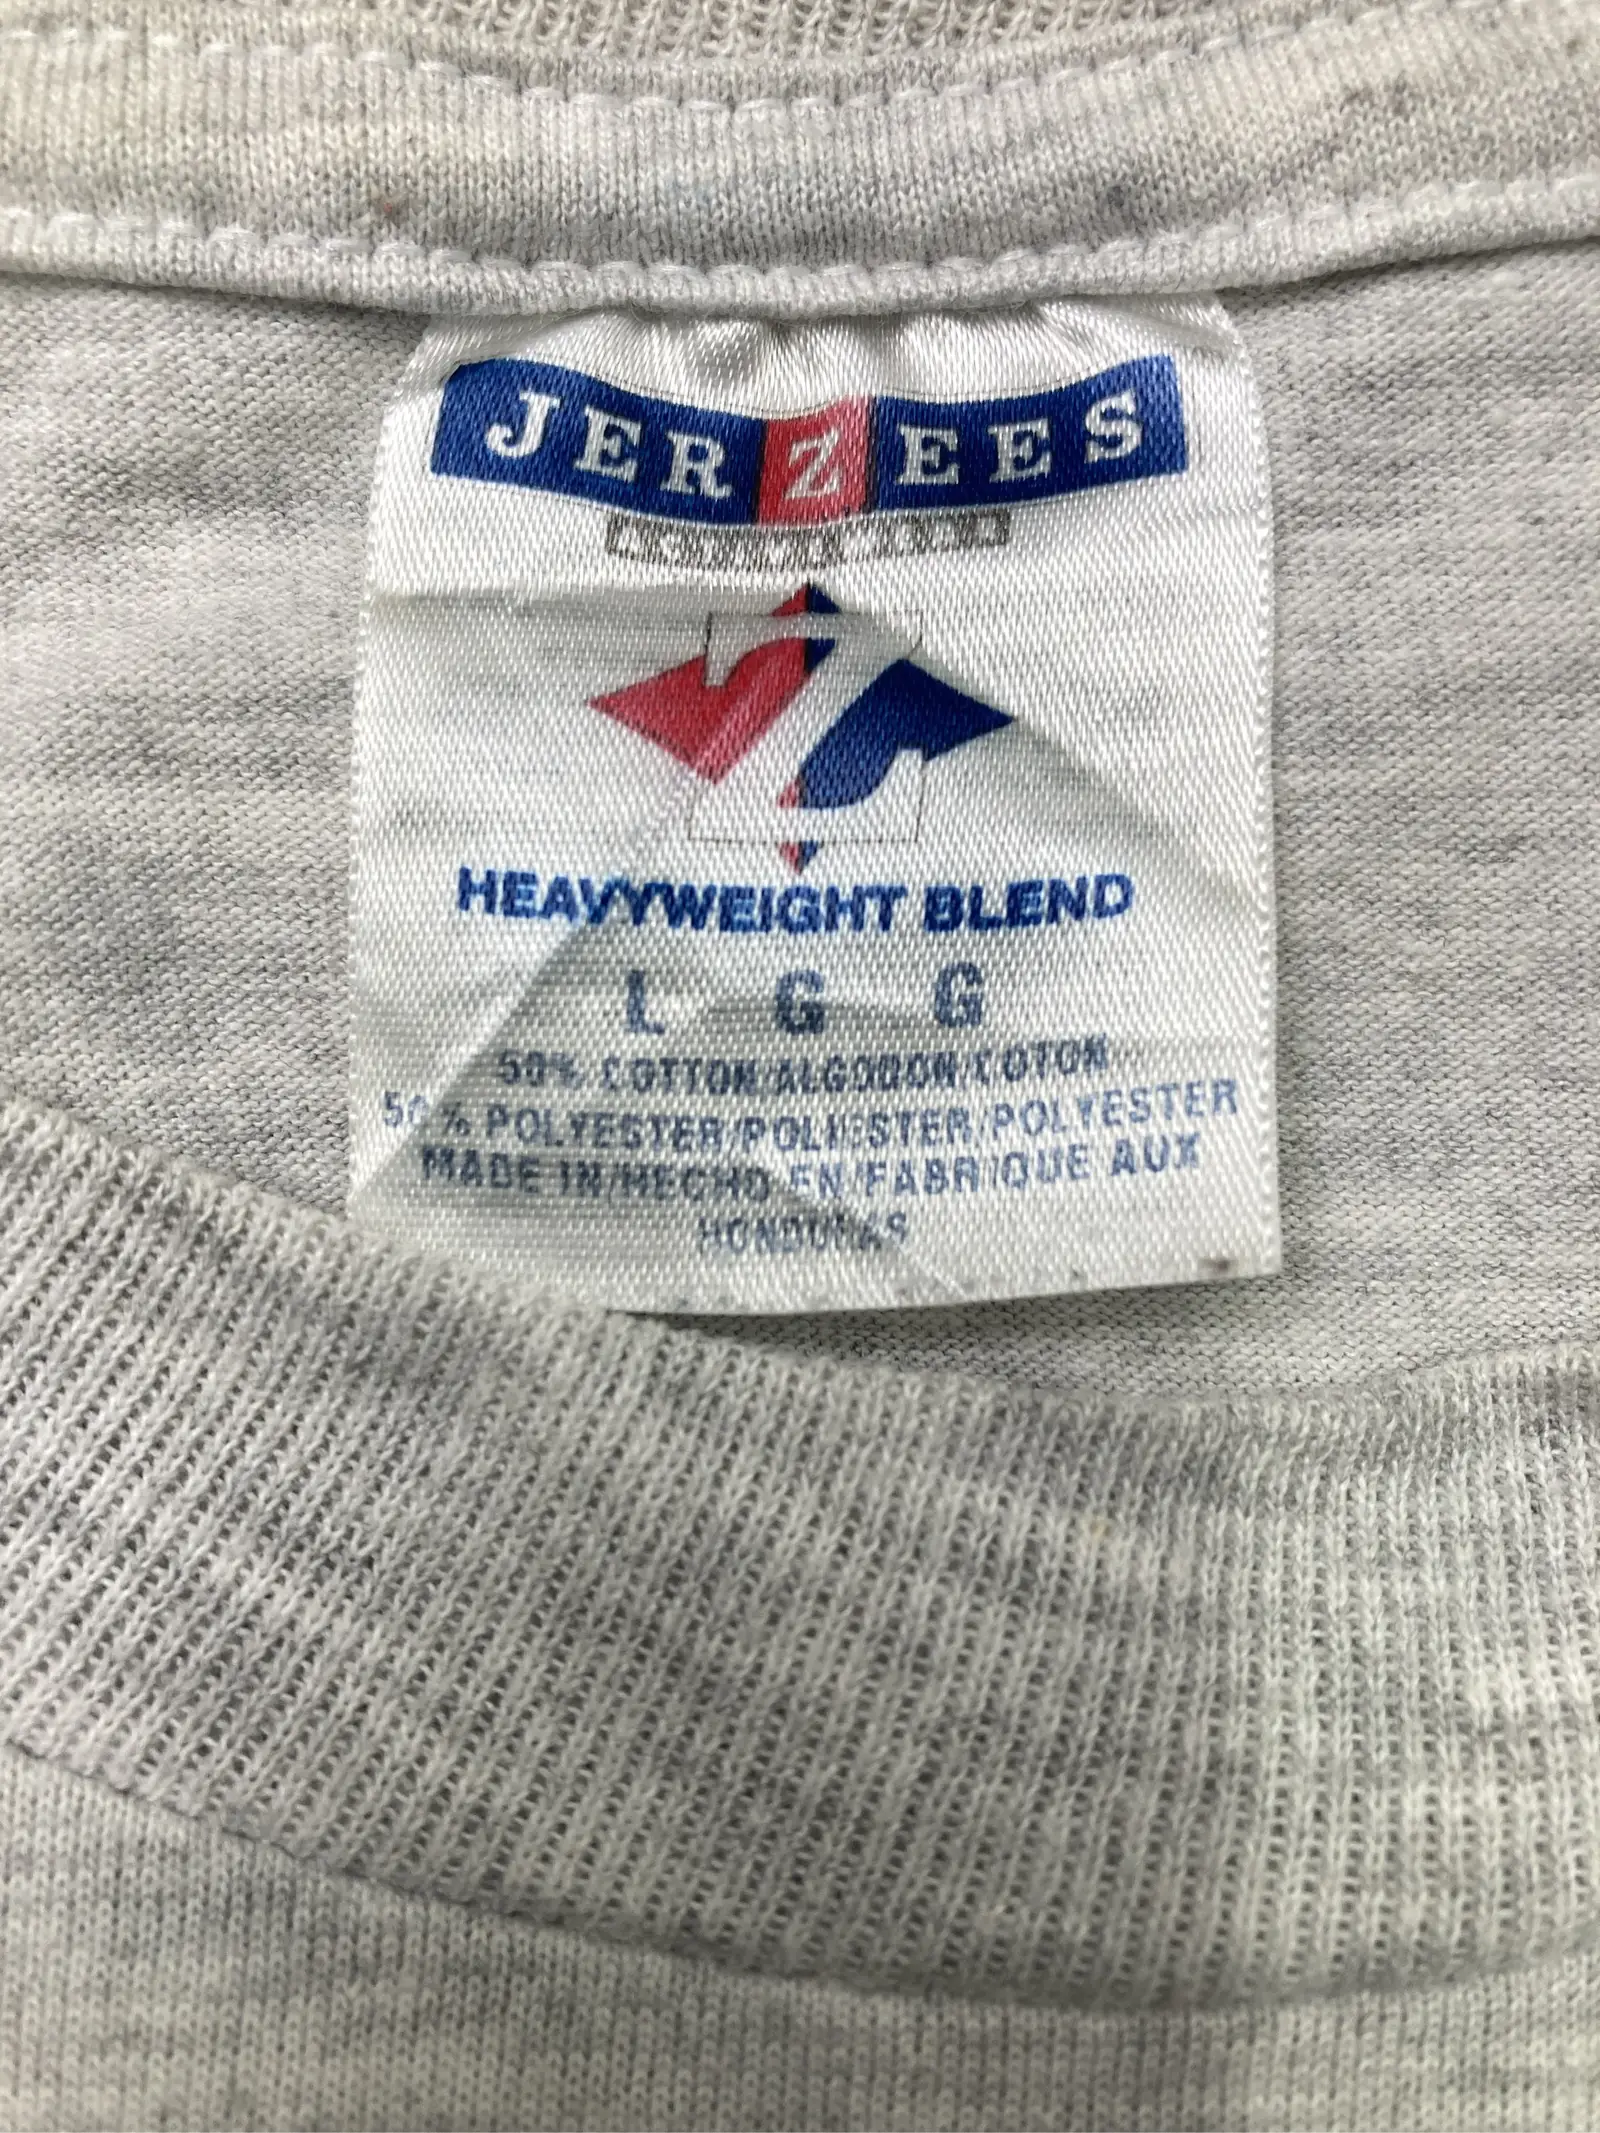 JERZEES
HEAVYWEIGHT BLEND
L G G
50% COTTON/ALGODON/COTON
50% POLYESTER/POLIESTER/POLYESTER
MADE IN/HECHO EN/FABRIQUE AUX
HONDURAS